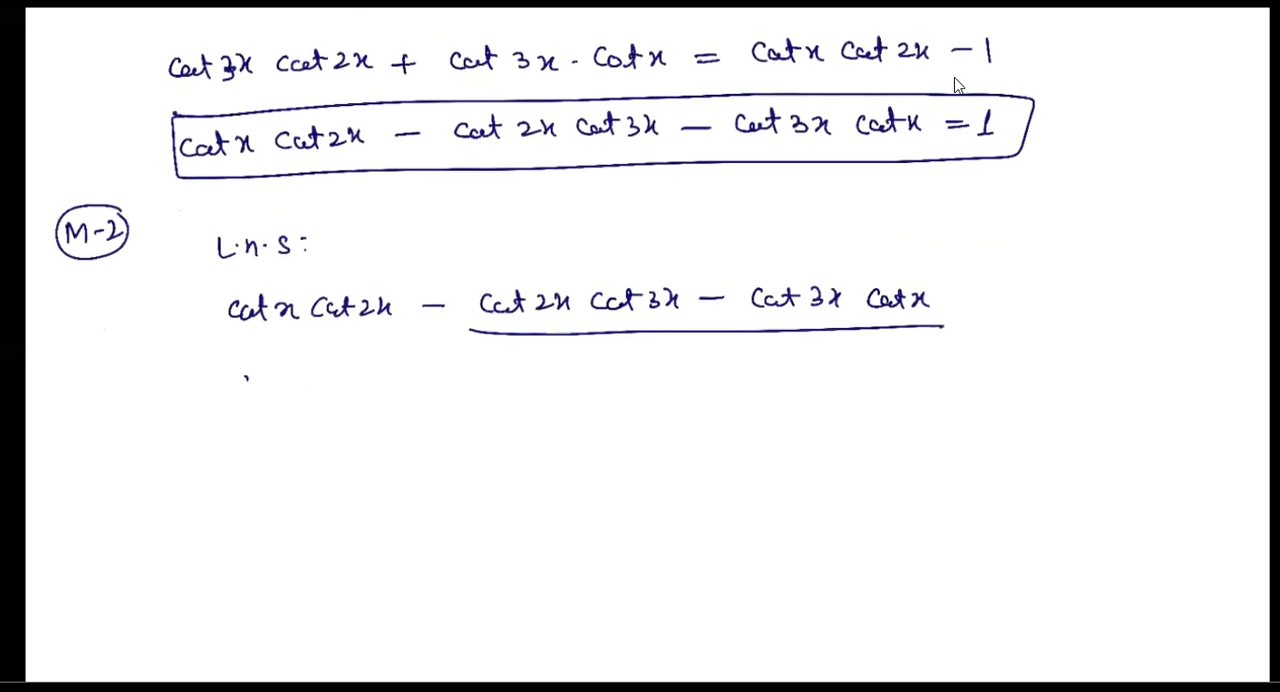 cot 3x cot 2x + cot 3x . cot x = cot x cot 2x - 1
cot x cot 2x - cot 2x cot 3x - cot 3x cot x = 1
M-2
L.h.s:
cot x cot 2x - cot 2x cot 3x - cot 3x cot x